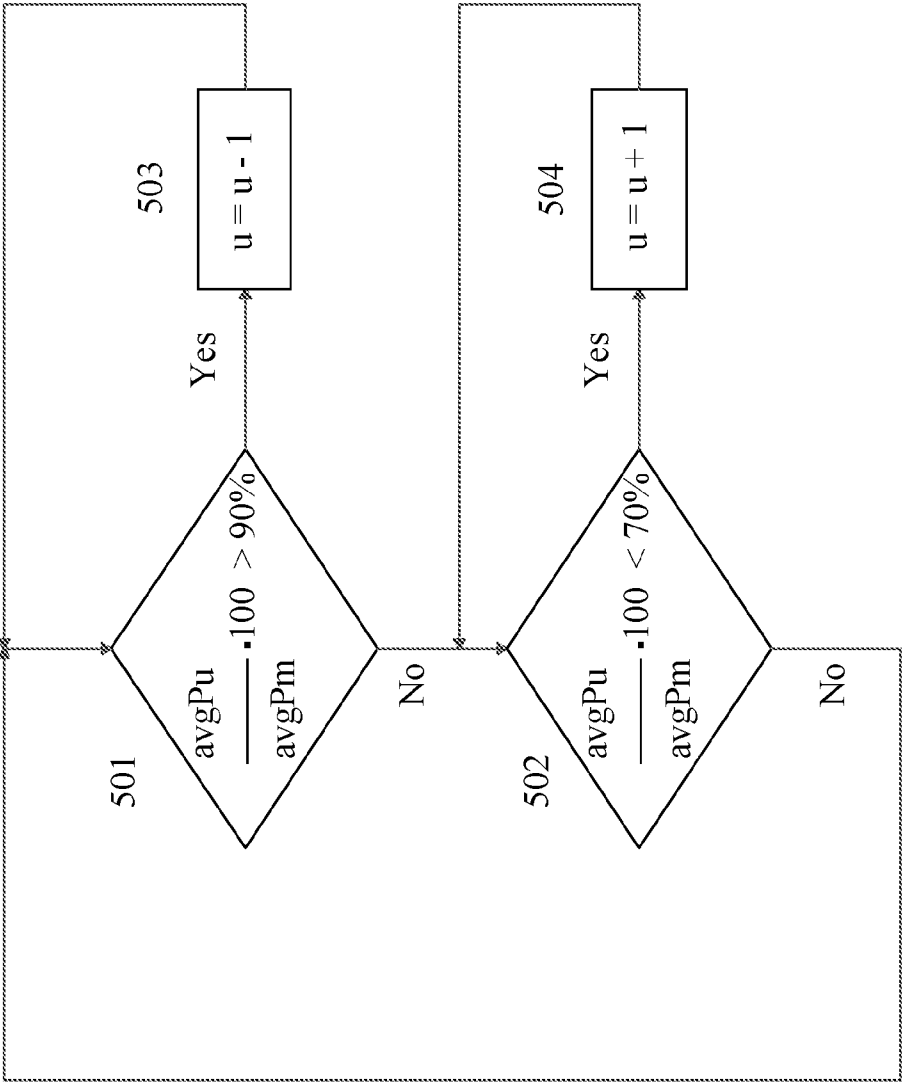 501
avgPu
avgPm
·100 > 90%
Yes
503
u = u - 1
No
502
avgPu
avgPm
·100 < 70%
Yes
504
u = u + 1
No